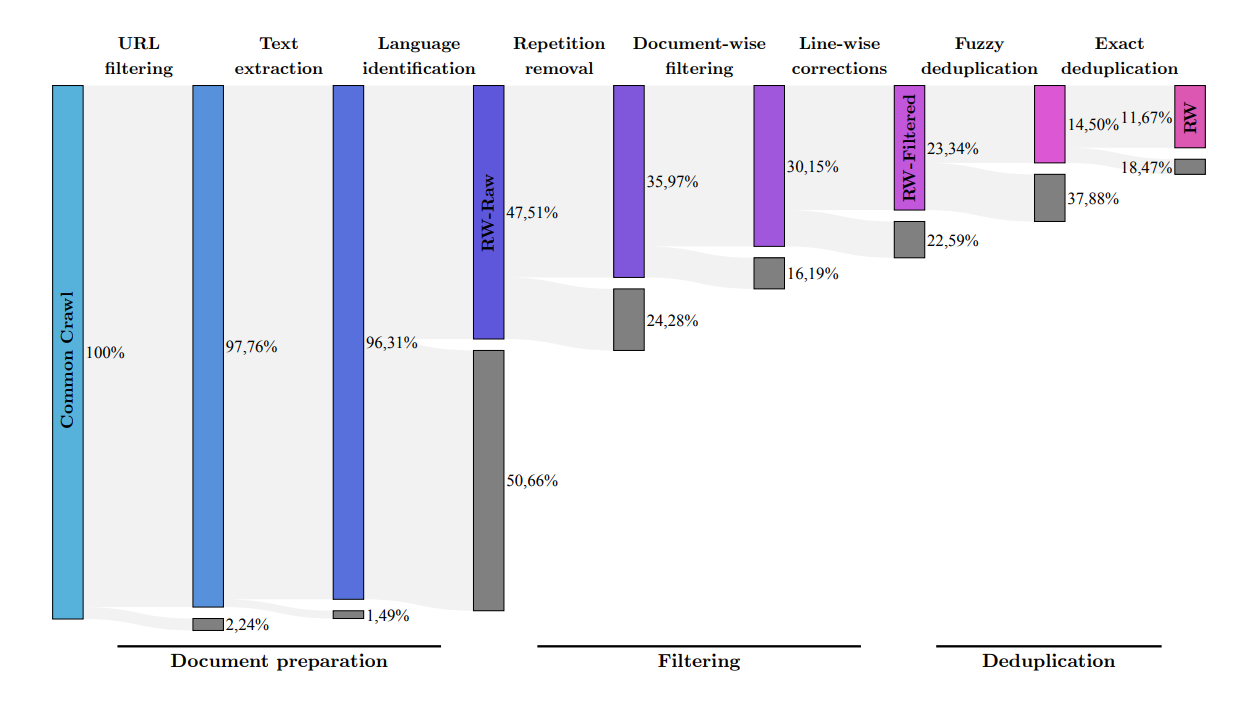 URL
filtering
Text
extraction
Language
identification
Repetition
removal
Document-wise
filtering
Line-wise
corrections
Fuzzy
deduplication
Exact
deduplication
Common Crawl
100%
97,76%
2,24%
96,31%
1,49%
RW-Raw
47,51%
50,66%
35,97%
24,28%
30,15%
16,19%
RW-Filtered
23,34%
22,59%
14,50%
37,88%
11,67%
RW
18,47%
Document preparation
Filtering
Deduplication